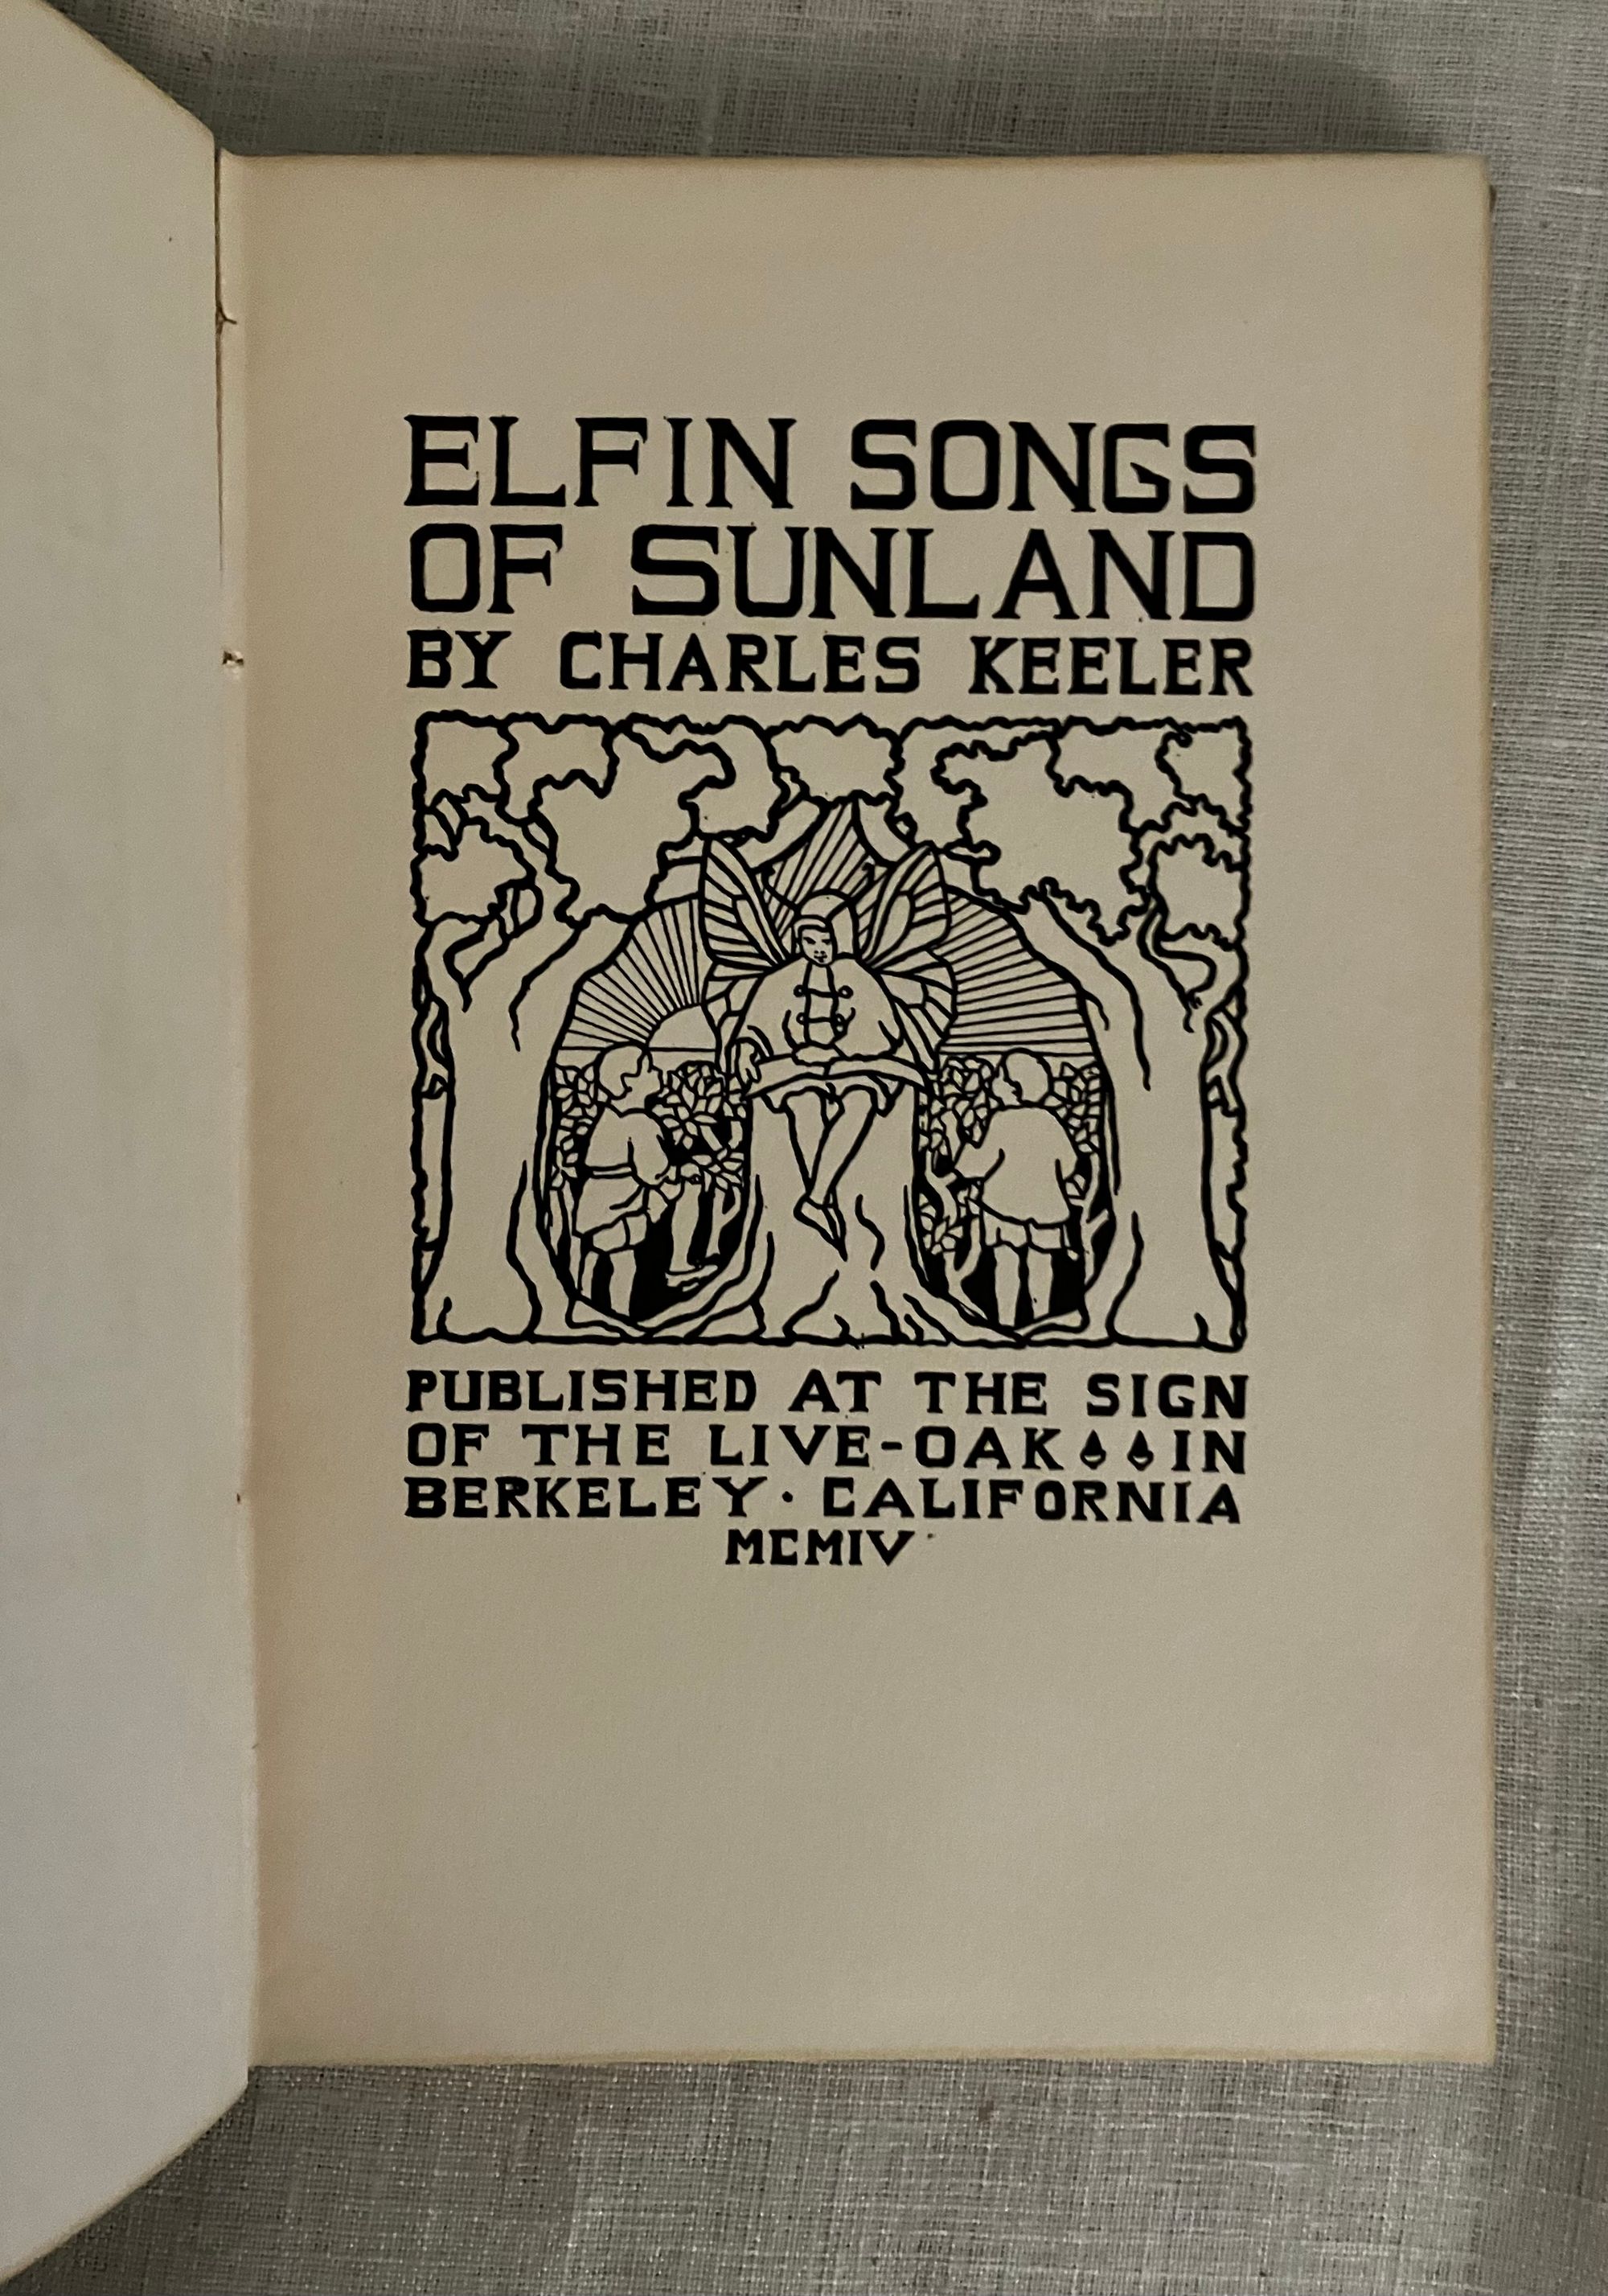 ELFIN SONGS
OF SUNLAND
BY CHARLES KEELER
PUBLISHED AT THE SIGN
OF THE LIVE-OAK IN
BERKELEY · CALIFORNIA
MCMIV